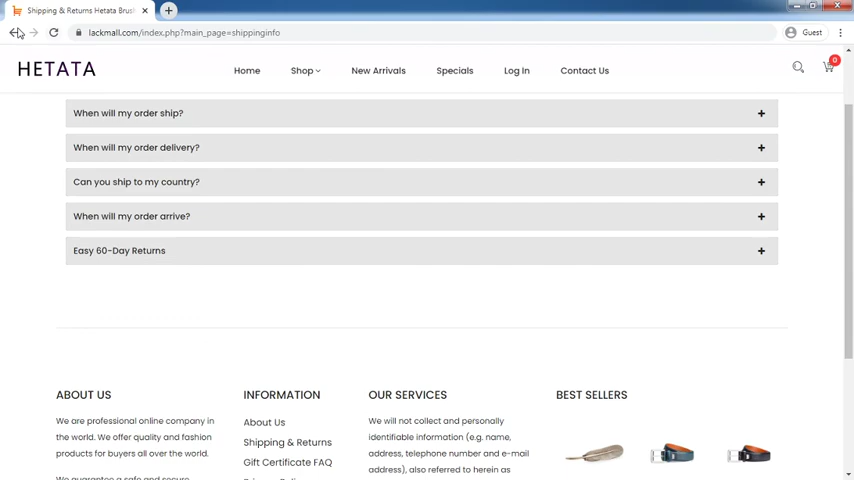 Shipping & Returns Hetata Brush
lackmall.com/index.php?main_page=shippinginfo
Guest
HETATA
Home
Shop
New Arrivals
Specials
Log In
Contact Us
0
When will my order ship?
When will my order delivery?
Can you ship to my country?
When will my order arrive?
Easy 60-Day Returns
ABOUT US
We are professional online company in
the world. We offer quality and fashion
products for buyers all over the world.
We guarantee a safe and secure
INFORMATION
About Us
Shipping & Returns
Gift Certificate FAQ
OUR SERVICES
We will not collect and personally
identifiable information (e.g. name,
address, telephone number and e-mail
address), also referred to herein as
BEST SELLERS